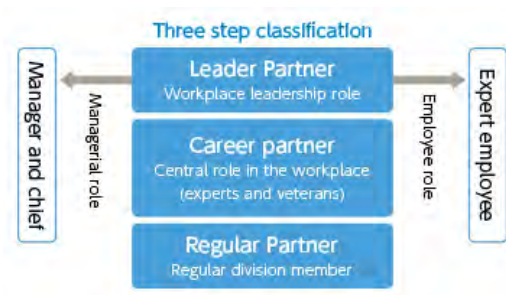 Three step classification
Manager and chief
Managerial role
Leader Partner
Workplace leadership role
Career partner
Central role in the workplace
(experts and veterans)
Regular Partner
Regular division member
Employee role
Expert employee